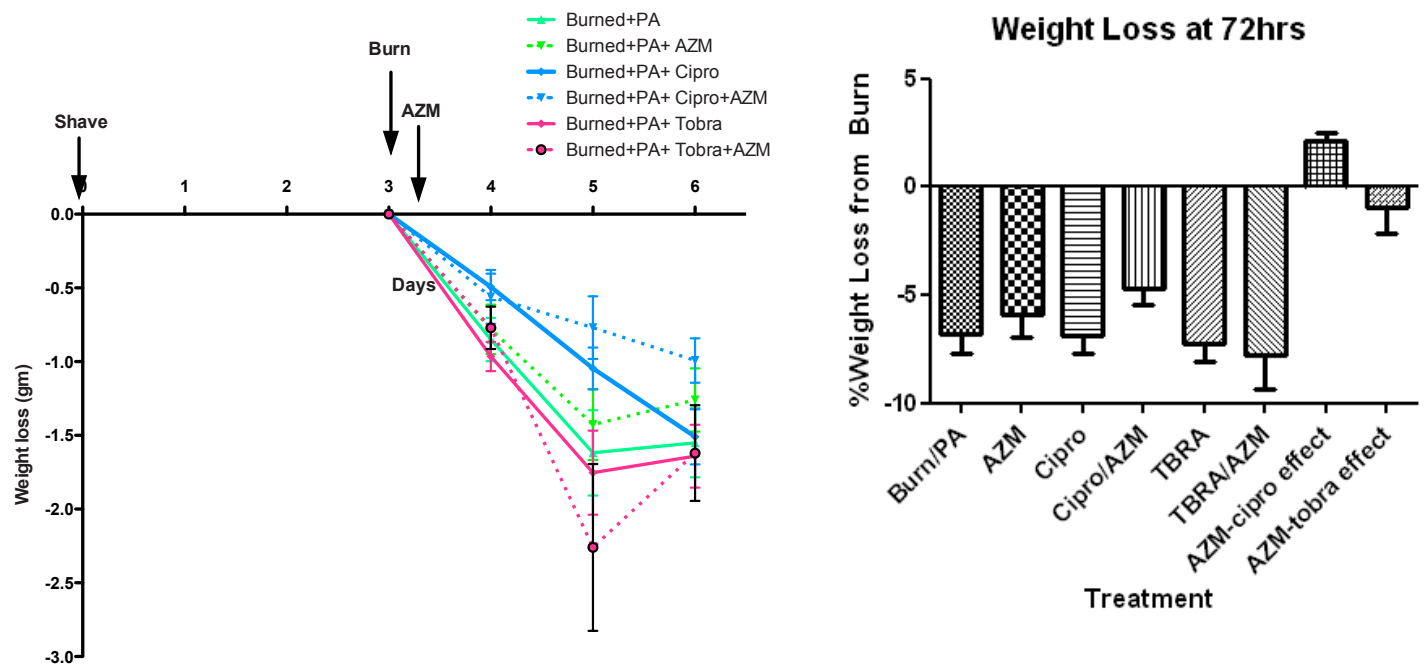 Burned+PA
Burned+PA+ AZM
Burned+PA+ Cipro
Burned+PA+ Cipro+AZM
Burned+PA+ Tobra
Burned+PA+ Tobra+AZM
Burn
AZM
Shave
0 1 2 3 4 5 6
0.0
-0.5
-1.0
-1.5
-2.0
-2.5
-3.0
Days
Weight loss (gm)
Weight Loss at 72hrs
%Weight Loss from Burn
5
0
-5
-10
Burn/PA
AZM
Cipro
Cipro/AZM
TBRA
TBRA/AZM
AZM-cipro effect
AZM-tobra effect
Treatment